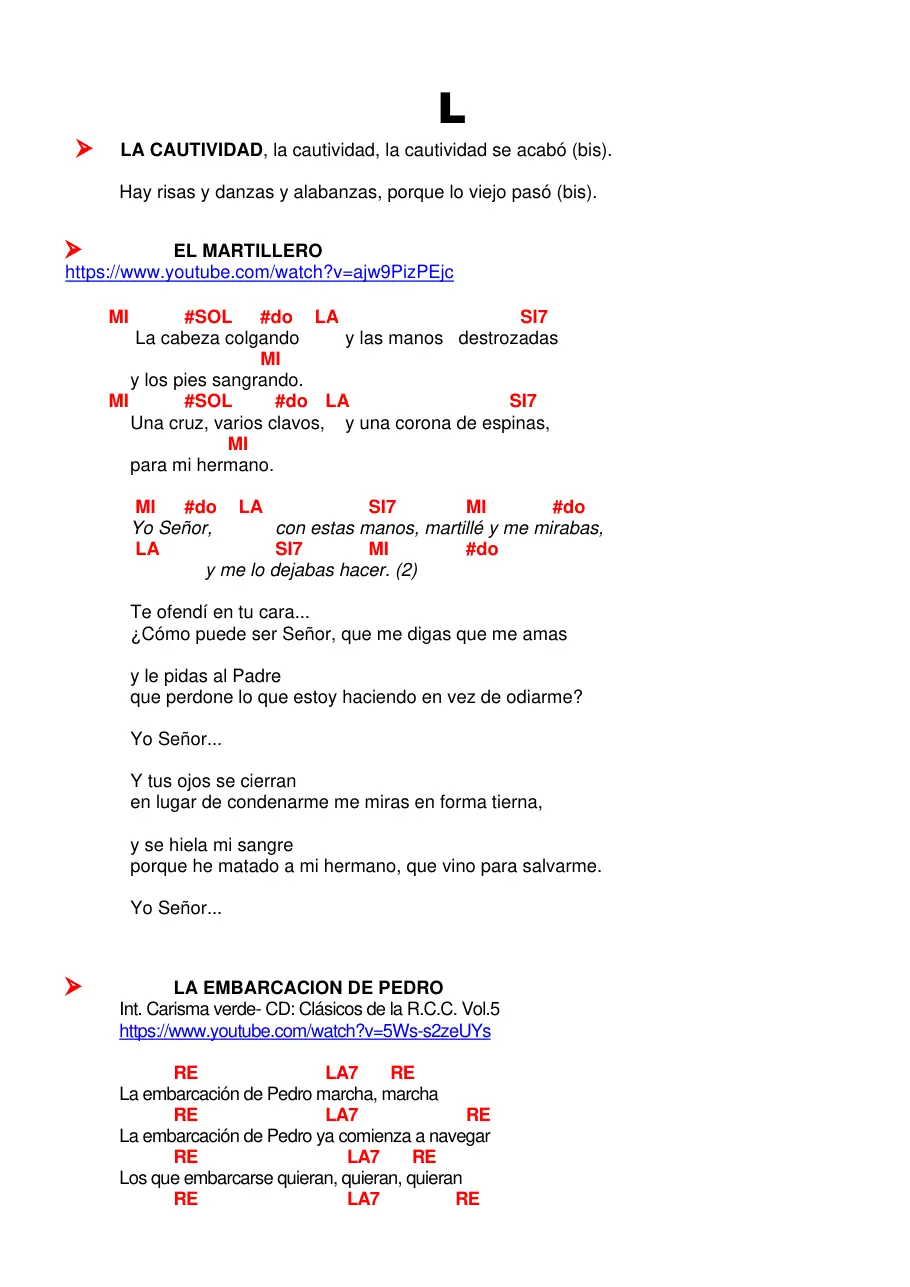 L
LA CAUTIVIDAD, la cautividad, la cautividad se acabó (bis).
Hay risas y danzas y alabanzas, porque lo viejo pasó (bis).
EL MARTILLERO
https://www.youtube.com/watch?v=ajw9PizPEjc
MI #SOL #do LA SI7
La cabeza colgando y las manos destrozadas
MI
y los pies sangrando.
MI #SOL #do LA SI7
Una cruz, varios clavos, y una corona de espinas,
MI
para mi hermano.
MI #do LA SI7 MI #do
Yo Señor, con estas manos, martillé y me mirabas,
LA SI7 MI #do
y me lo dejabas hacer. (2)
Te ofendí en tu cara...
¿Cómo puede ser Señor, que me digas que me amas
y le pidas al Padre
que perdone lo que estoy haciendo en vez de odiarme?
Yo Señor...
Y tus ojos se cierran
en lugar de condenarme me miras en forma tierna,
y se hiela mi sangre
porque he matado a mi hermano, que vino para salvarme.
Yo Señor...
LA EMBARCACION DE PEDRO
Int. Carisma verde- CD: Clásicos de la R.C.C. Vol.5
https://www.youtube.com/watch?v=5Ws-s2zeUYs
RE LA7 RE
La embarcación de Pedro marcha, marcha
RE LA7 RE
La embarcación de Pedro ya comienza a navegar
RE LA7 RE
Los que embarcarse quieran, quieran, quieran
RE LA7 RE